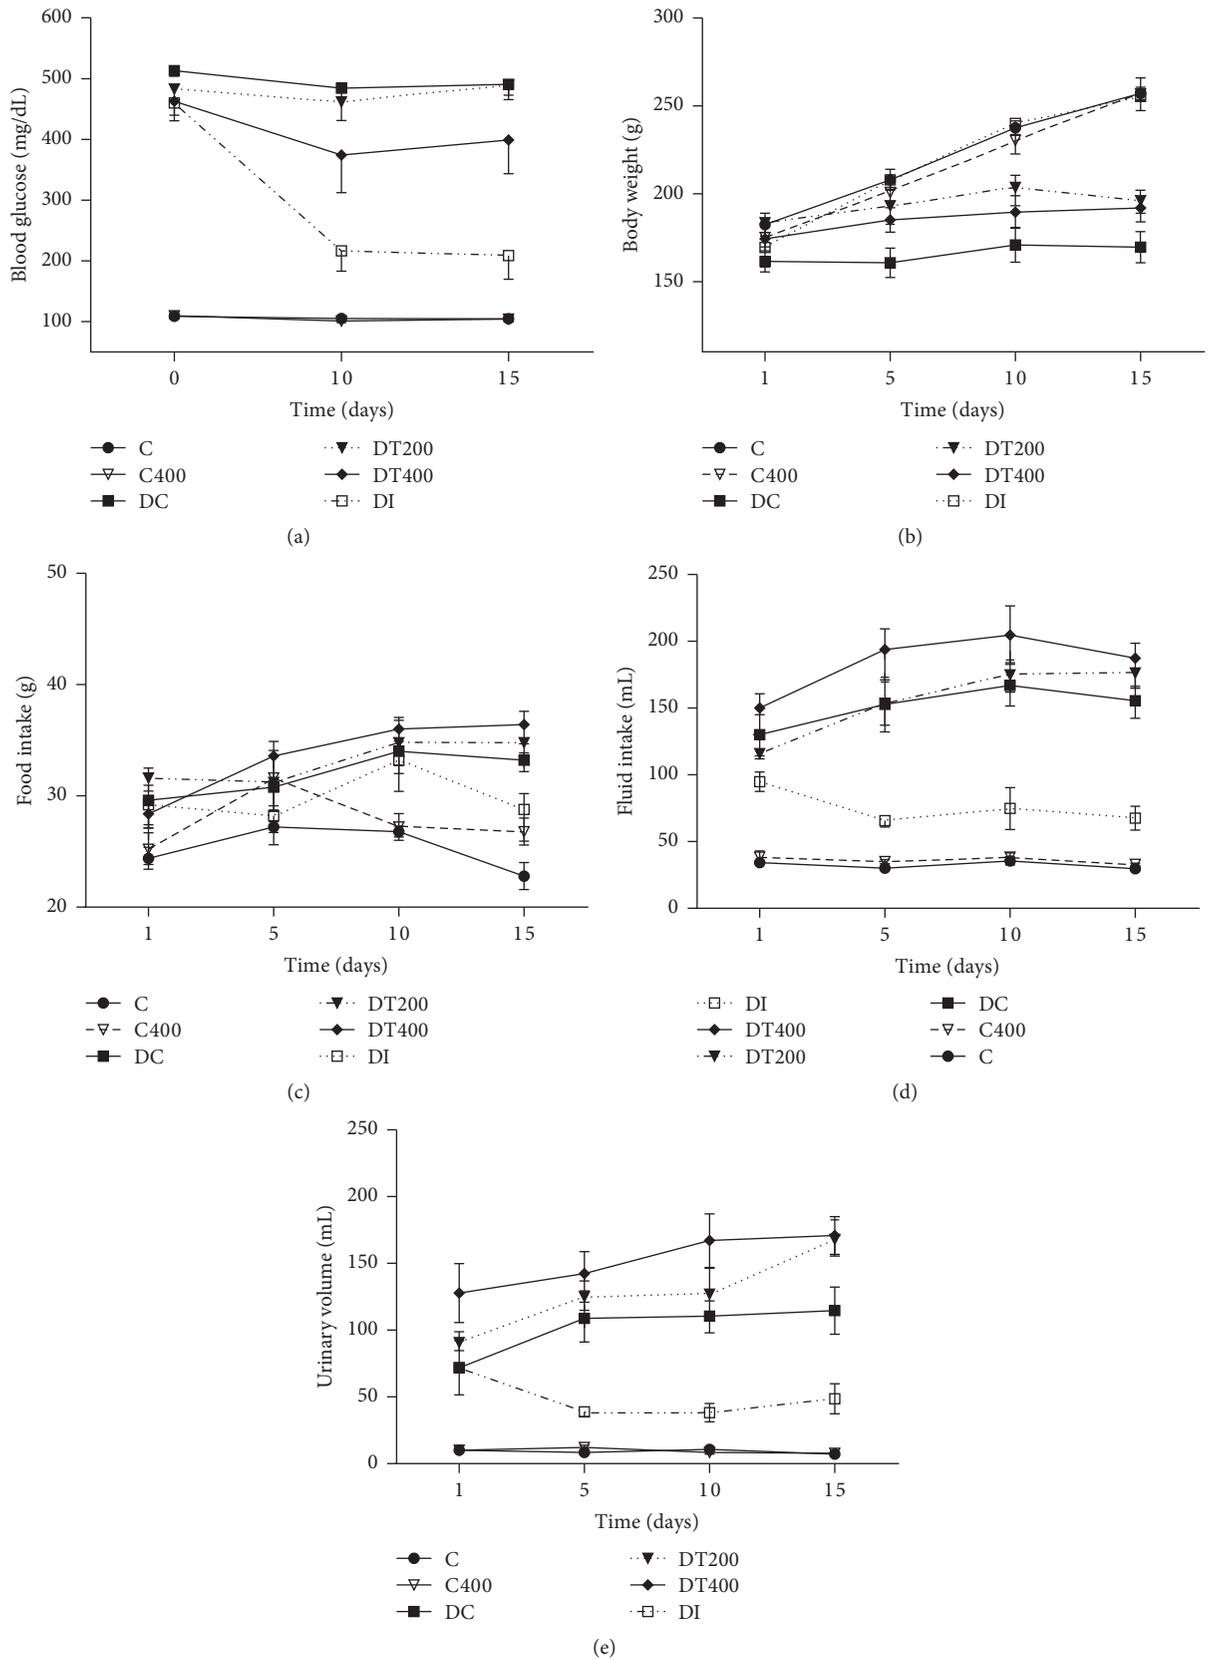 600
500
400
300
200
100
Blood glucose (mg/dL)
0 10 15
Time (days)
C DT200
C400 DT400
DC DI
(a)
300
250
200
150
Body weight (g)
1 5 10 15
Time (days)
C DT200
C400 DT400
DC DI
(b)
50
40
30
20
Food intake (g)
1 5 10 15
Time (days)
C DT200
C400 DT400
DC DI
(c)
250
200
150
100
50
0
Fluid intake (mL)
1 5 10 15
Time (days)
DI DC
DT400 C400
DT200 C
(d)
250
200
150
100
50
0
Urinary volume (mL)
1 5 10 15
Time (days)
C DT200
C400 DT400
DC DI
(e)